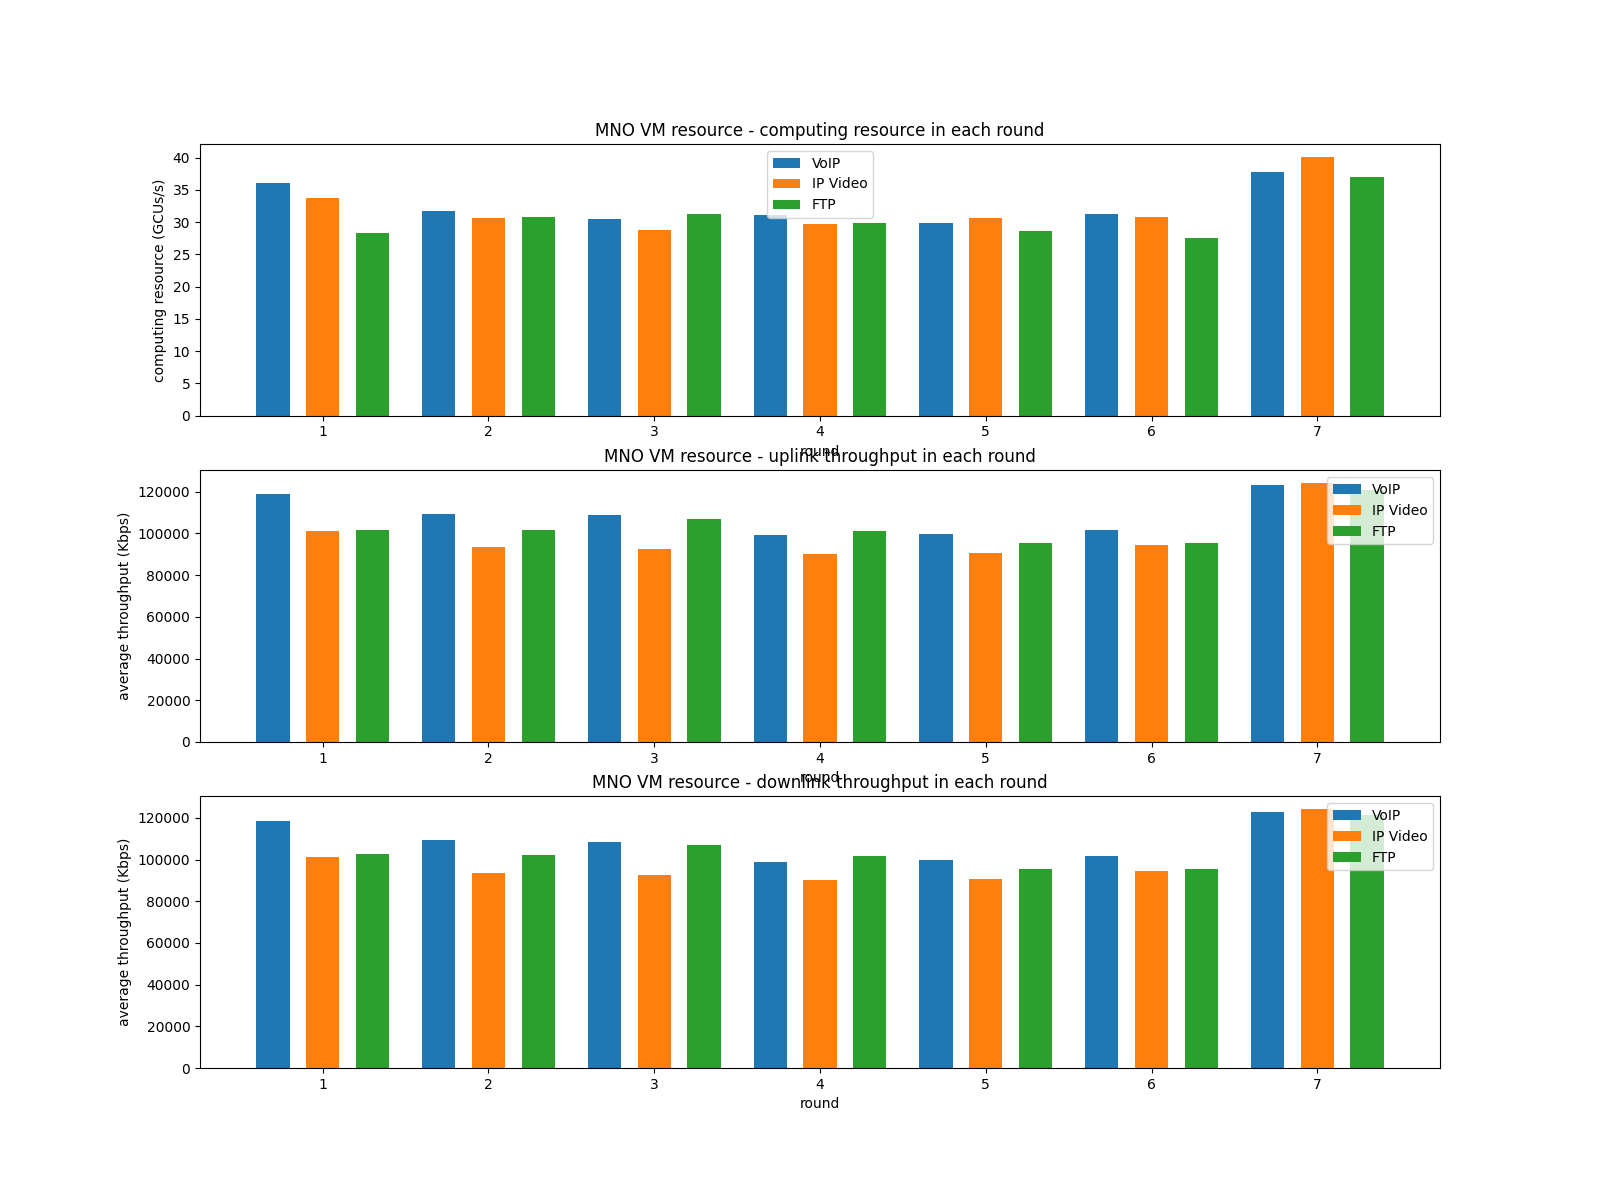 MNO VM resource - computing resource in each round
computing resource (GCUs/s)
40
35
30
25
20
15
10
5
0
VoIP
IP Video
FTP
1 2 3 4 5 6 7
round
MNO VM resource - uplink throughput in each round
average throughput (Kbps)
120000
100000
80000
60000
40000
20000
0
VoIP
IP Video
FTP
1 2 3 4 5 6 7
round
MNO VM resource - downlink throughput in each round
average throughput (Kbps)
120000
100000
80000
60000
40000
20000
0
VoIP
IP Video
FTP
1 2 3 4 5 6 7
round